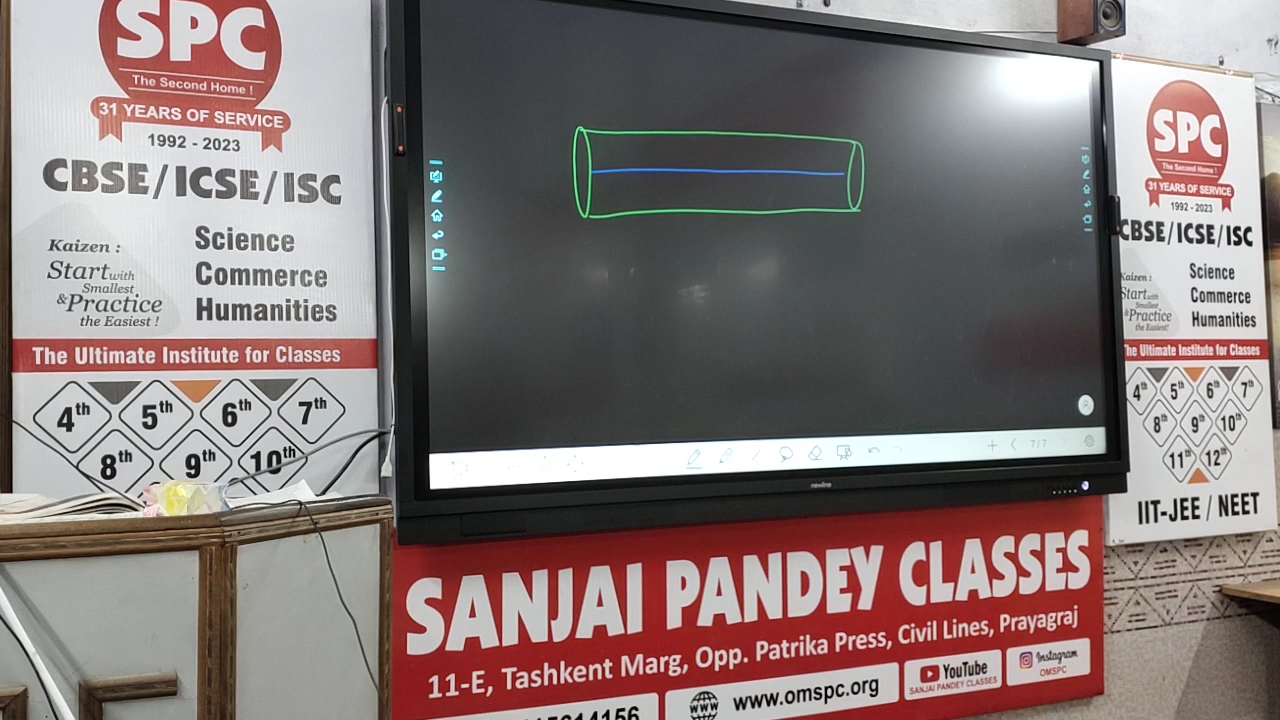 SPC
The Second Home !
31 YEARS OF SERVICE
1992 - 2023
CBSE/ICSE/ISC
Kaizen :
Start with
Smallest
& Practice
the Easiest !
Science
Commerce
Humanities
The Ultimate Institute for Classes
4th 5th 6th 7th
8th 9th 10th
7/7
newline
SANJAI PANDEY CLASSES
11-E, Tashkent Marg, Opp. Patrika Press, Civil Lines, Prayagraj
www.omspc.org
YouTube
SANJAI PANDEY CLASSES
Instagram
OMSPC
SPC
The Second Home !
31 YEARS OF SERVICE
1992 - 2023
CBSE/ICSE/ISC
Kaizen :
Start with
Smallest
& Practice
the Easiest!
Science
Commerce
Humanities
The Ultimate Institute for Classes
4th 5th 6th 7th
8th 9th 10th
11th 12th
IIT-JEE / NEET